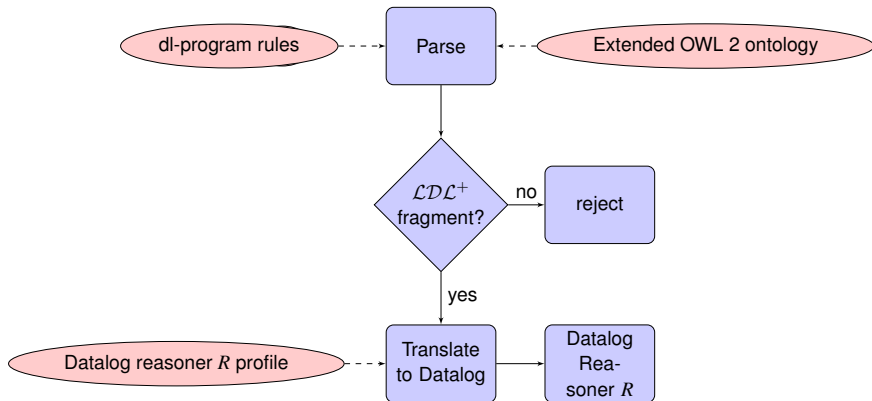 dl-program rules
Parse
Extended OWL 2 ontology
ℒ𝒟ℒ⁺
fragment?
no
reject
yes
Datalog reasoner R profile
Translate
to Datalog
Datalog
Rea-
soner R